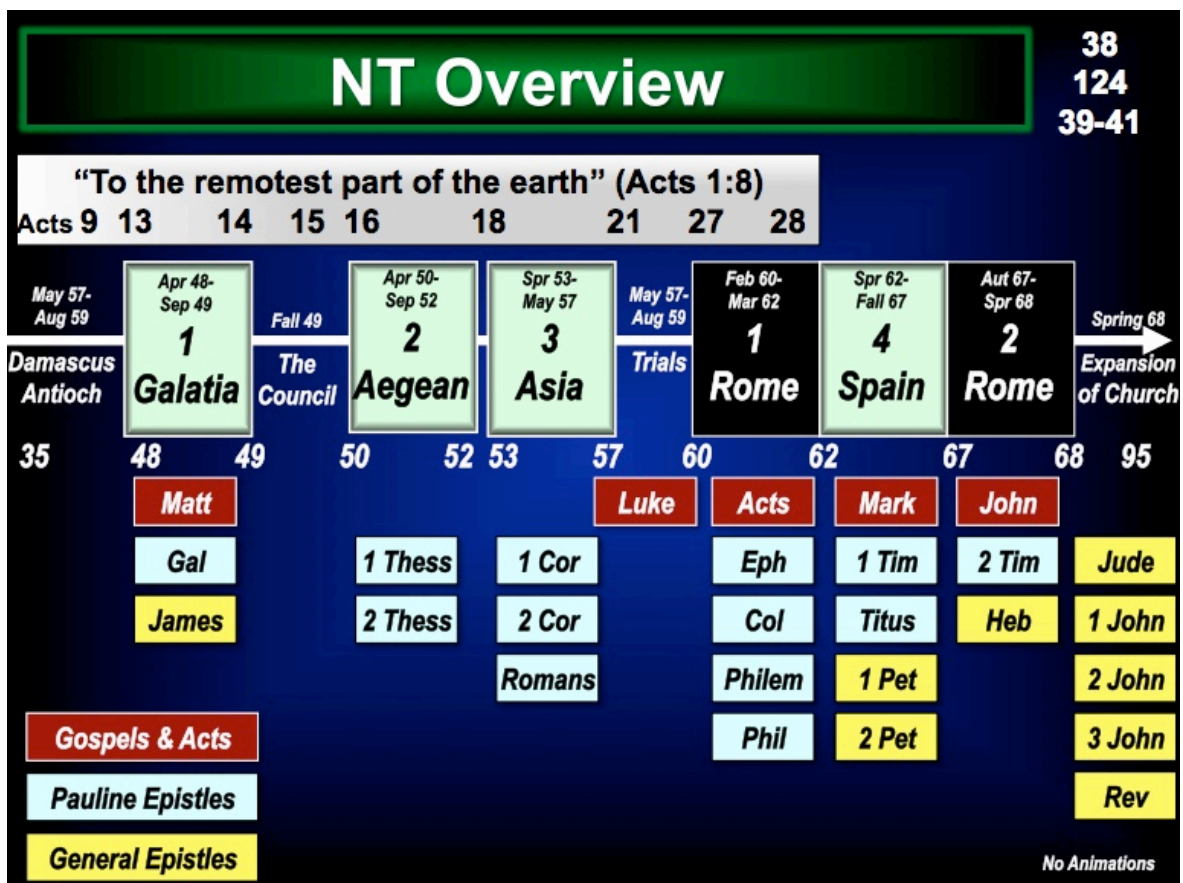 NT Overview
38
124
39-41
“To the remotest part of the earth” (Acts 1:8)
Acts 9 13 14 15 16 18 21 27 28
May 57-
Aug 59
Damascus
Antioch
Apr 48-
Sep 49
1
Galatia
Fall 49
The
Council
Apr 50-
Sep 52
2
Aegean
Spr 53-
May 57
3
Asia
May 57-
Aug 59
Trials
Feb 60-
Mar 62
1
Rome
Spr 62-
Fall 67
4
Spain
Aut 67-
Spr 68
2
Rome
Spring 68
Expansion
of Church
35 48 49 50 52 53 57 60 62 67 68 95
Matt Luke Acts Mark John
Gal 1 Thess 1 Cor Eph 1 Tim 2 Tim Jude
James 2 Thess 2 Cor Col Titus Heb 1 John
Romans Philem 1 Pet 2 John
Gospels & Acts Phil 2 Pet 3 John
Pauline Epistles Rev
General Epistles
No Animations